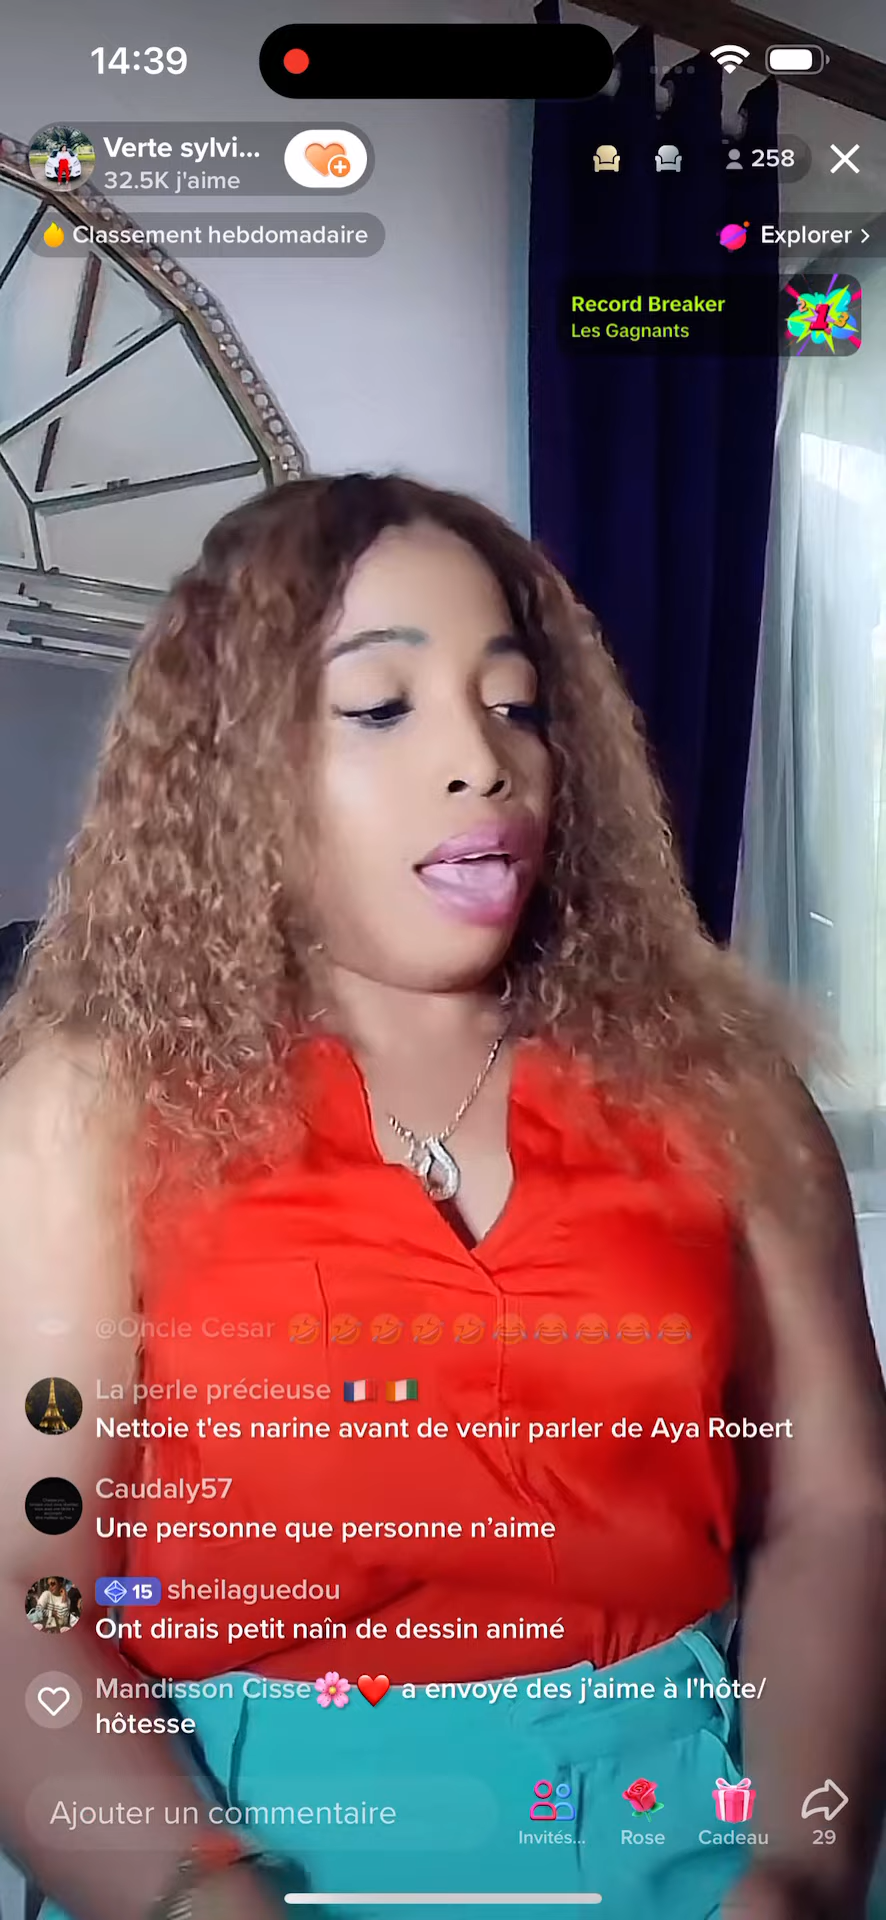 14:39
Verte sylvi...
32.5K j'aime
258
Classement hebdomadaire
Explorer >
Record Breaker
Les Gagnants
@Oncle Cesar 🤣🤣🤣🤣🤣😂😂😂😂😂
La perle précieuse 🇫🇷 🇨🇮
Nettoie t'es narine avant de venir parler de Aya Robert
Caudaly57
Une personne que personne n’aime
15 sheilaguedou
Ont dirais petit naîn de dessin animé
Mandisson Cisse🌸❤️ a envoyé des j'aime à l'hôte/
hôtesse
Ajouter un commentaire
Invités...
Rose
Cadeau
29